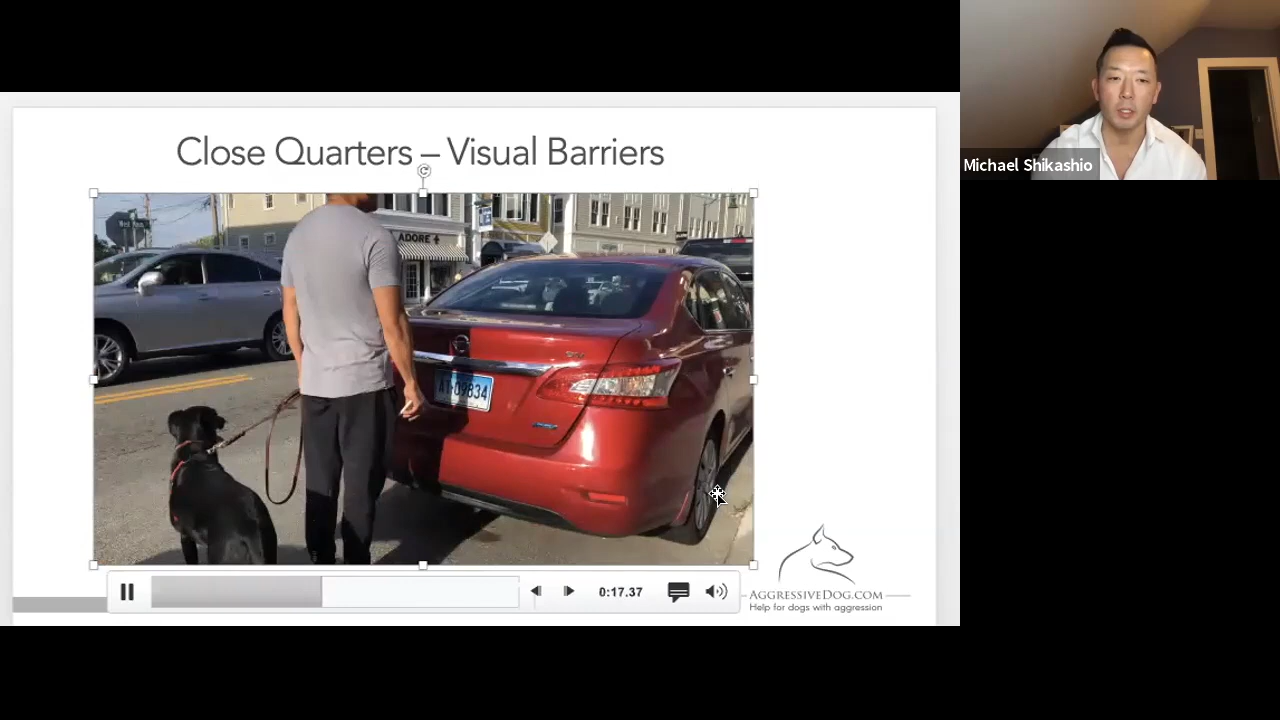 Close Quarters – Visual Barriers
Michael Shikashio
ADORE
0:17.37
AGGRESSIVEDOG.COM
Help for dogs with aggression